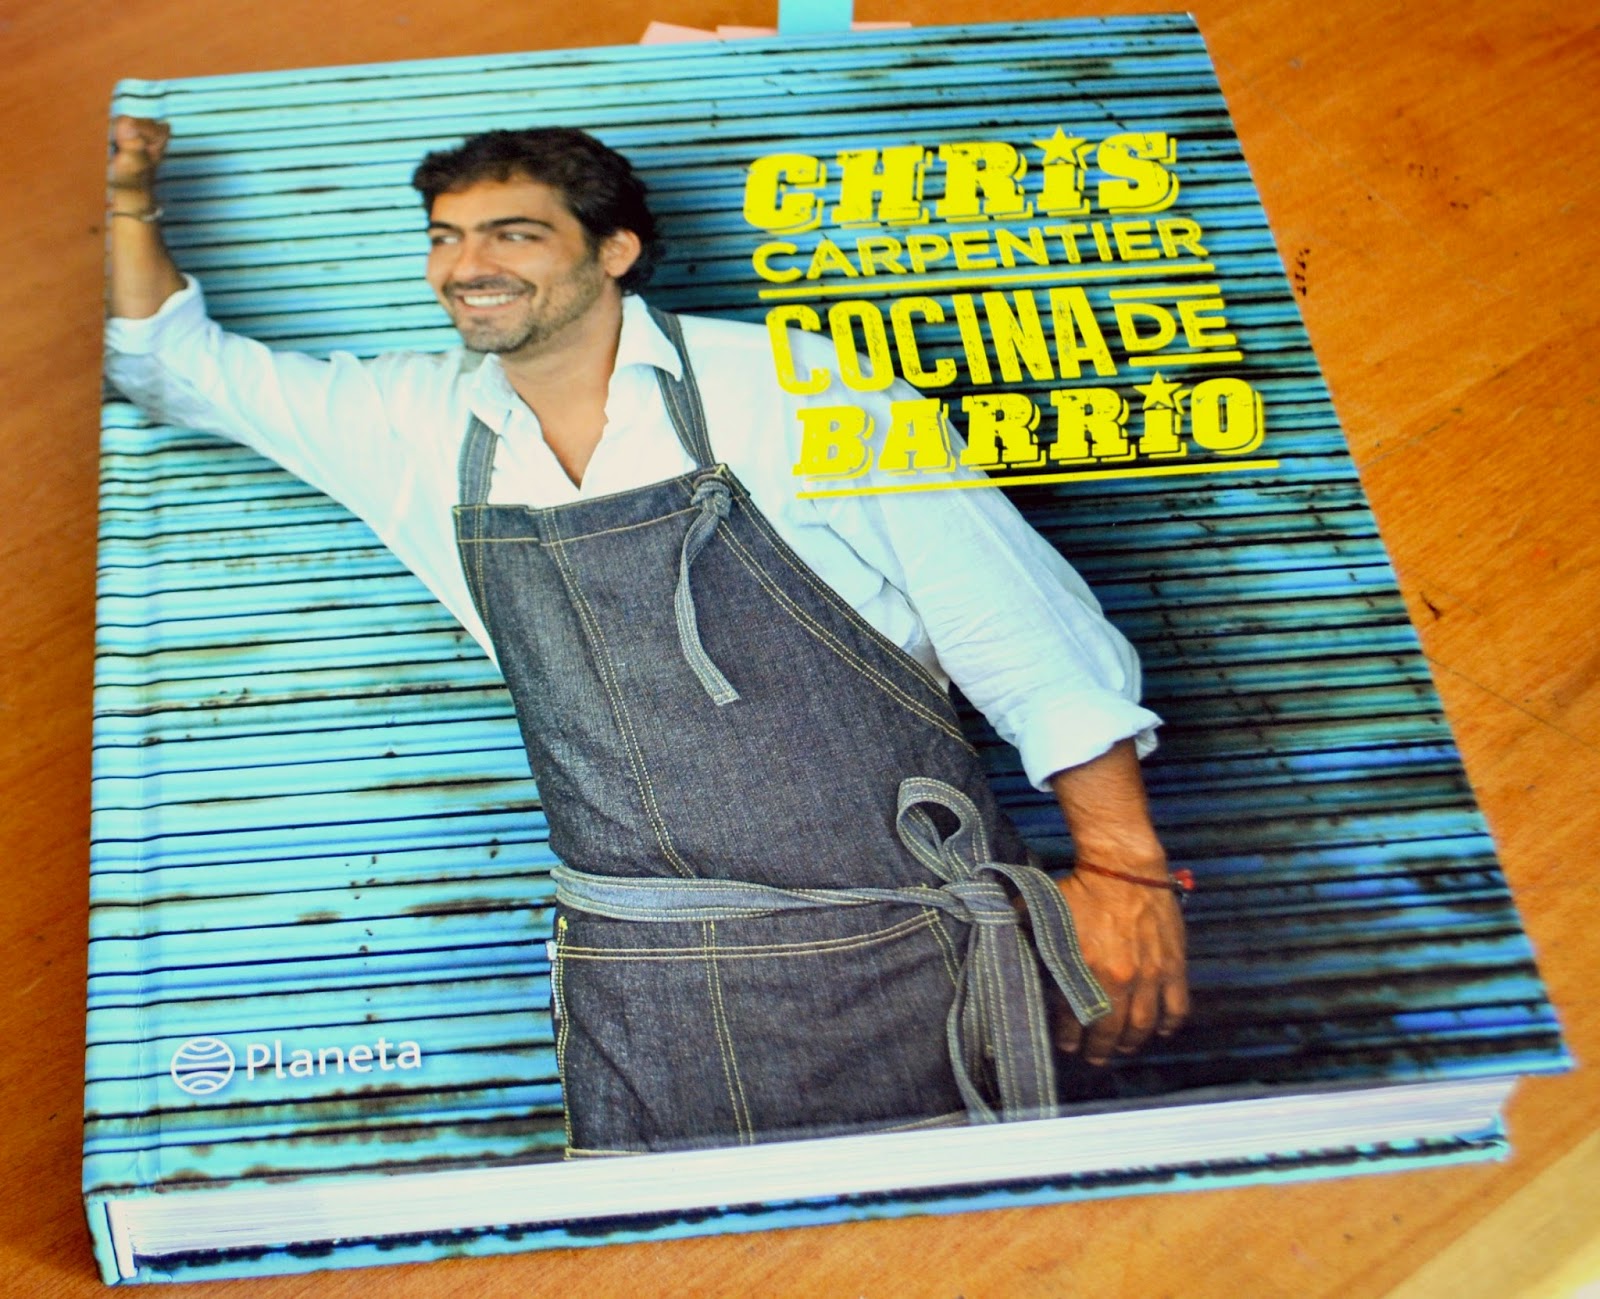 CHRiS
CARPENTIER
COCINA DE
BARRiO
Planeta